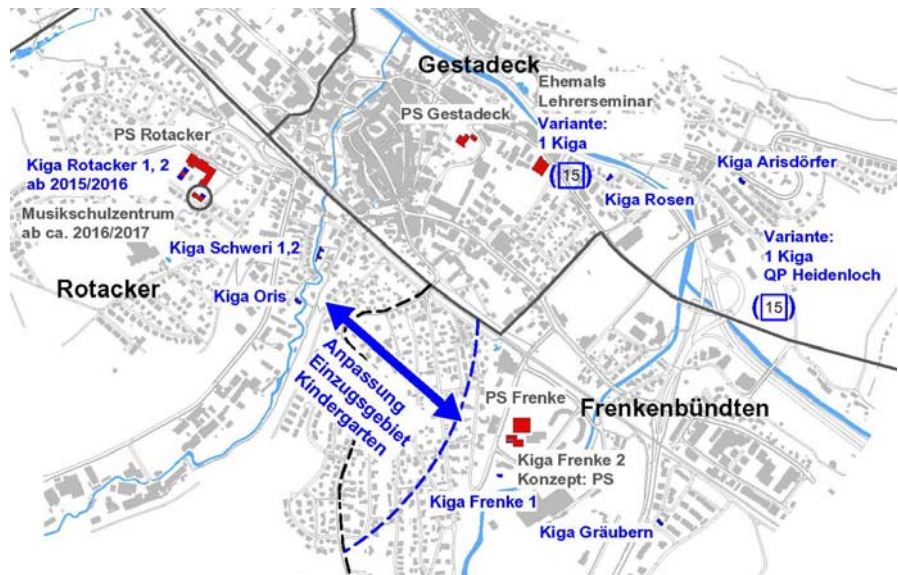 Gestadeck
Ehemals
Lehrerseminar
PS Gestadeck
Variante:
1 Kiga
(15)
PS Rotacker
Kiga Rotacker 1, 2
ab 2015/2016
Musikschulzentrum
ab ca. 2016/2017
Kiga Arisdörfer
Kiga Rosen
Variante:
1 Kiga
QP Heidenloch
(15)
Kiga Schweri 1,2
Rotacker
Kiga Oris
Anpassung
Einzugsgebiet
Kindergarten
PS Frenke
Frenkenbündten
Kiga Frenke 2
Konzept: PS
Kiga Frenke 1
Kiga Gräubern